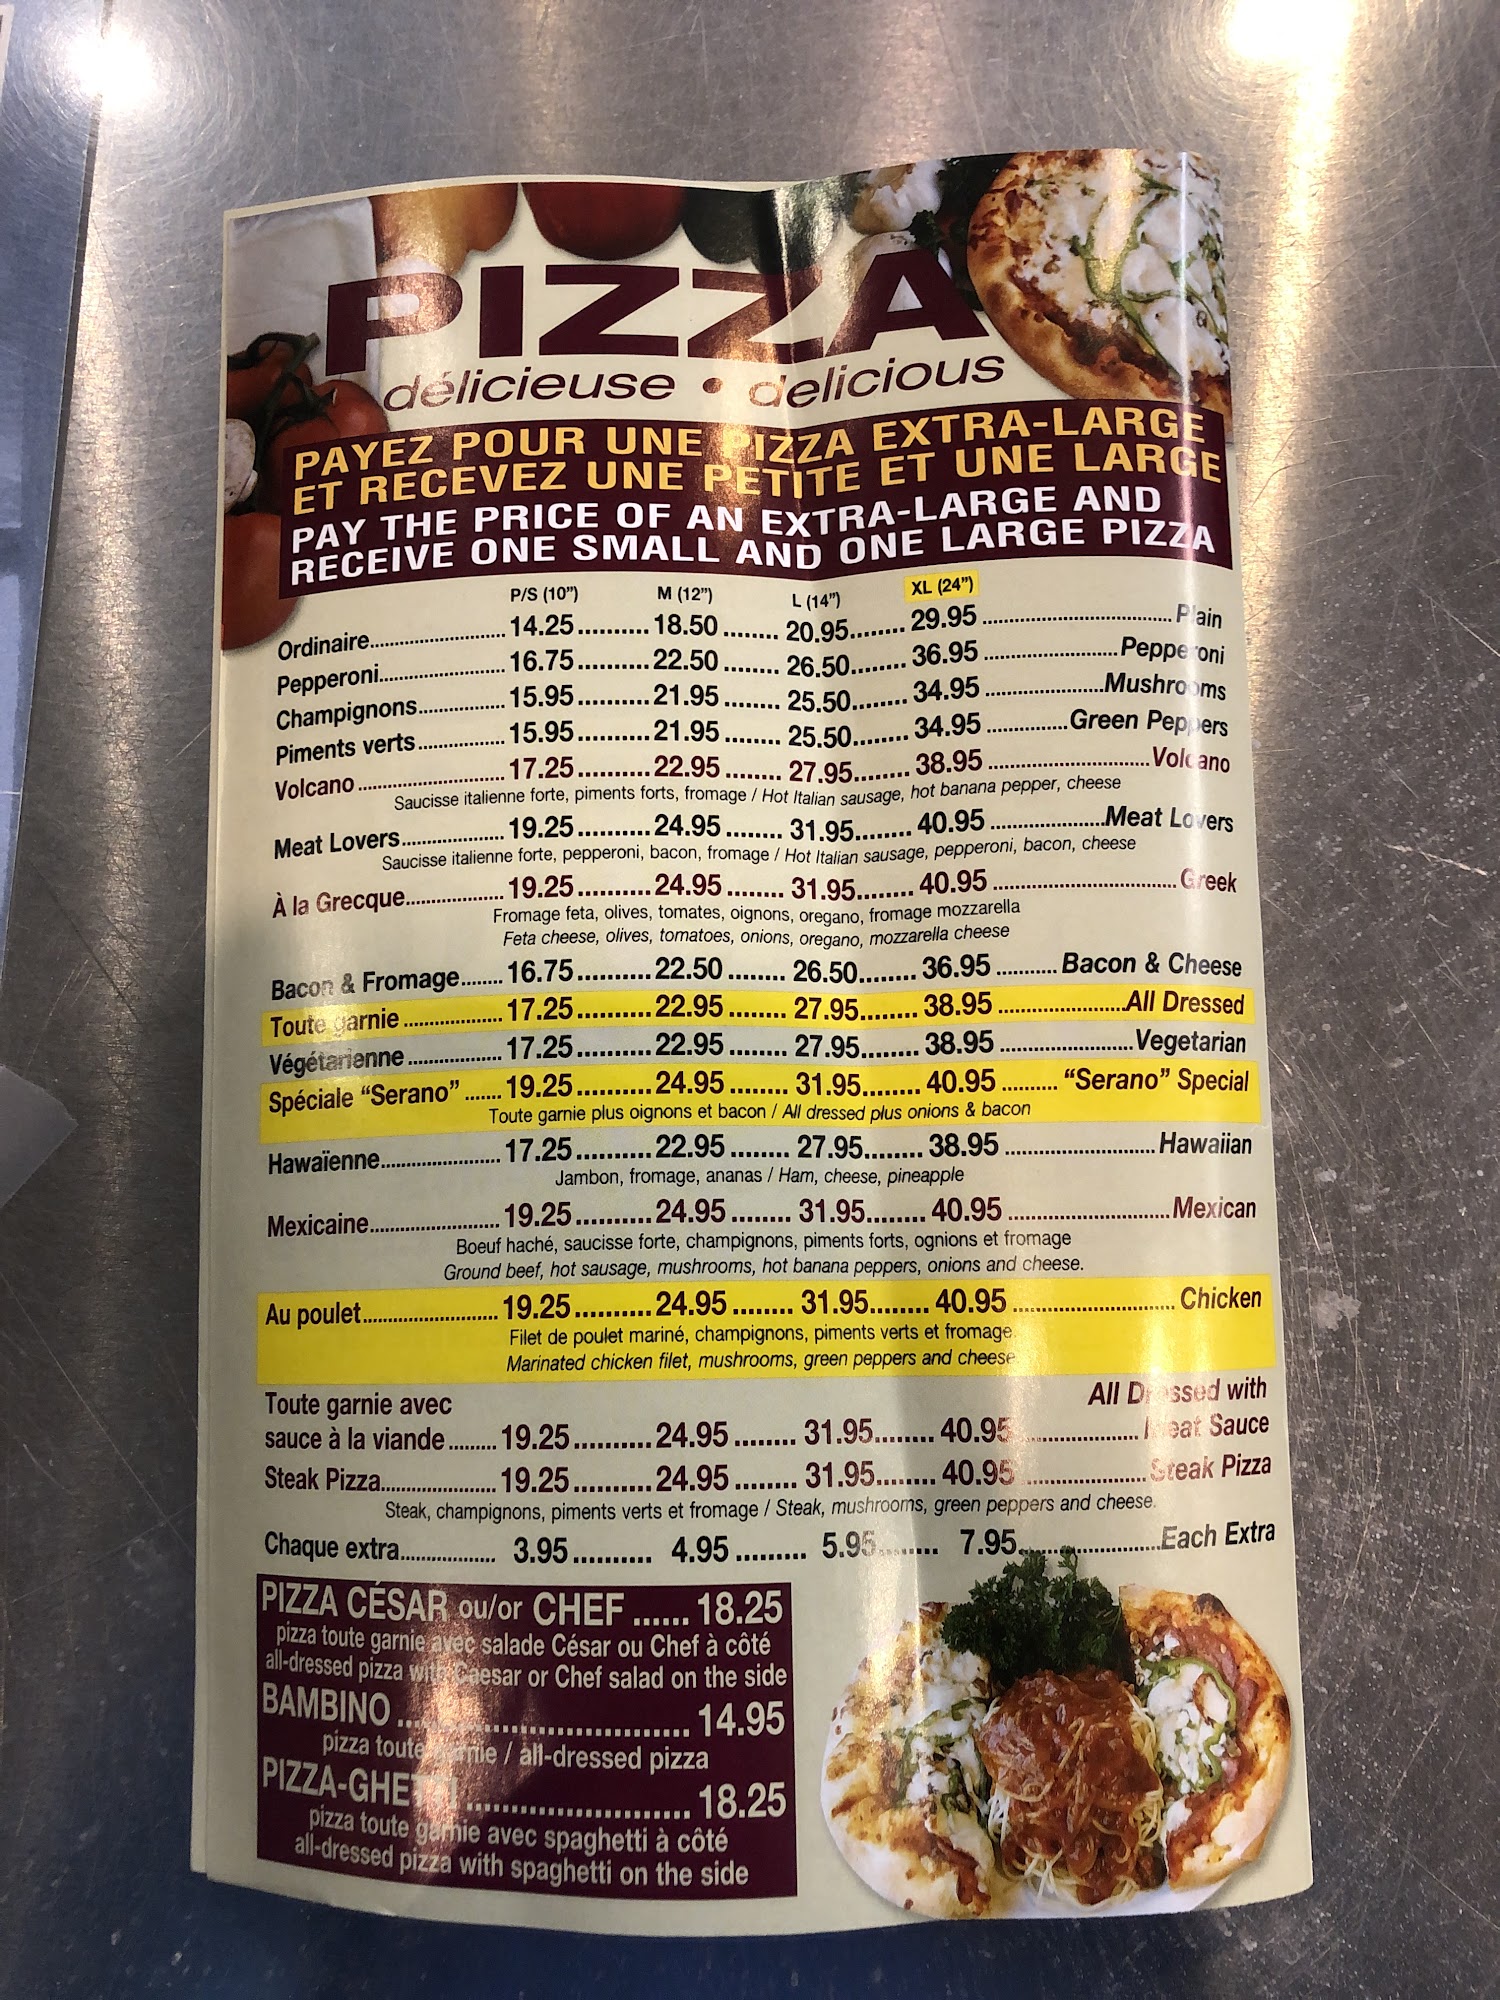 PIZZA
délicieuse • delicious
PAYEZ POUR UNE PIZZA EXTRA-LARGE
ET RECEVEZ UNE PETITE ET UNE LARGE
PAY THE PRICE OF AN EXTRA-LARGE AND
RECEIVE ONE SMALL AND ONE LARGE PIZZA
P/S (10") M (12") L (14") XL (24")
Ordinaire.......... 14.25.......... 18.50........ 20.95........ 29.95.......... Plain
Pepperoni.......... 16.75.......... 22.50........ 26.50........ 36.95.......... Pepperoni
Champignons.......... 15.95.......... 21.95........ 25.50........ 34.95.......... Mushrooms
Piments verts.......... 15.95.......... 21.95........ 25.50........ 34.95.......... Green Peppers
Volcano.......... 17.25.......... 22.95........ 27.95........ 38.95.......... Volcano
Saucisse italienne forte, piments forts, fromage / Hot Italian sausage, hot banana pepper, cheese
Meat Lovers.......... 19.25.......... 24.95........ 31.95........ 40.95.......... Meat Lovers
Saucisse italienne forte, pepperoni, bacon, fromage / Hot Italian sausage, pepperoni, bacon, cheese
À la Grecque.......... 19.25.......... 24.95........ 31.95........ 40.95.......... Greek
Fromage feta, olives, tomates, oignons, oregano, fromage mozzarella
Feta cheese, olives, tomatoes, onions, oregano, mozzarella cheese
Bacon & Fromage........ 16.75.......... 22.50........ 26.50........ 36.95.......... Bacon & Cheese
Toute garnie.......... 17.25.......... 22.95........ 27.95........ 38.95.......... All Dressed
Végétarienne.......... 17.25.......... 22.95........ 27.95........ 38.95.......... Vegetarian
Spéciale "Serano"....... 19.25.......... 24.95........ 31.95........ 40.95.......... "Serano" Special
Toute garnie plus oignons et bacon / All dressed plus onions & bacon
Hawaïenne.......... 17.25.......... 22.95........ 27.95........ 38.95.......... Hawaiian
Jambon, fromage, ananas / Ham, cheese, pineapple
Mexicaine.......... 19.25.......... 24.95........ 31.95........ 40.95.......... Mexican
Boeuf haché, saucisse forte, champignons, piments forts, ognions et fromage
Ground beef, hot sausage, mushrooms, hot banana peppers, onions and cheese.
Au poulet.......... 19.25.......... 24.95........ 31.95........ 40.95.......... Chicken
Filet de poulet mariné, champignons, piments verts et fromage
Marinated chicken filet, mushrooms, green peppers and cheese
Toute garnie avec All Dressed with
sauce à la viande......... 19.25.......... 24.95........ 31.95........ 40.95.......... Meat Sauce
Steak Pizza.......... 19.25.......... 24.95........ 31.95........ 40.95.......... Steak Pizza
Steak, champignons, piments verts et fromage / Steak, mushrooms, green peppers and cheese.
Chaque extra.......... 3.95.......... 4.95......... 5.95......... 7.95.......... Each Extra
PIZZA CÉSAR ou/or CHEF ...... 18.25
pizza toute garnie avec salade César ou Chef à côté
all-dressed pizza with Caesar or Chef salad on the side
BAMBINO .......... 14.95
pizza toute garnie / all-dressed pizza
PIZZA-GHETTI .......... 18.25
pizza toute garnie avec spaghetti à côté
all-dressed pizza with spaghetti on the side